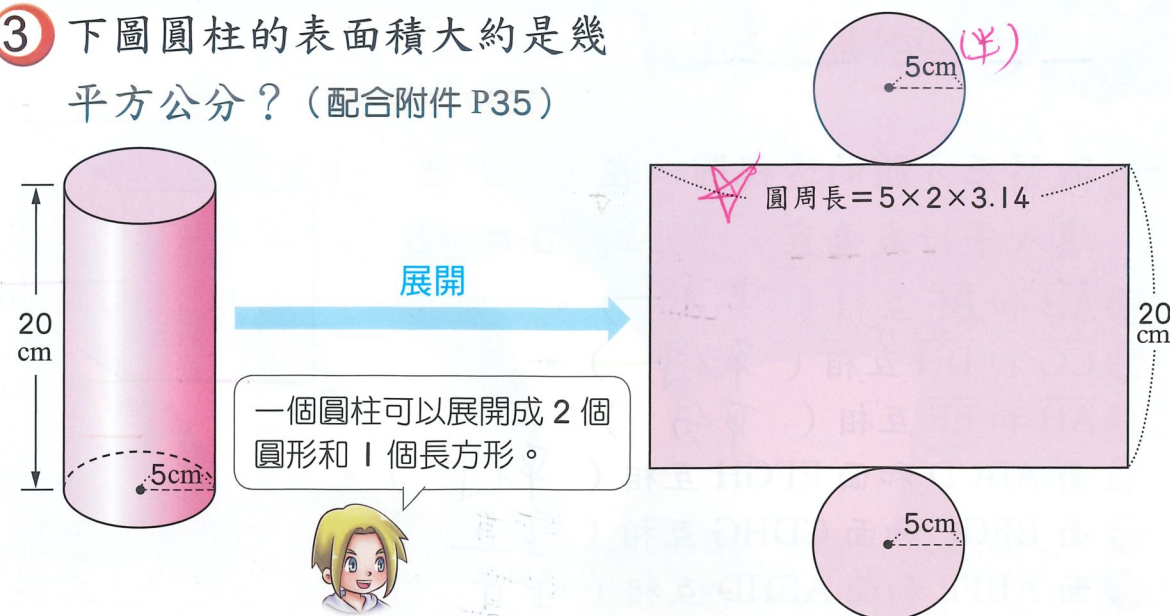 3 下圖圓柱的表面積大約是幾
平方公分?(配合附件 P35)
5cm
(半)
圓周長=5×2×3.14
展開
20
cm
20
cm
一個圓柱可以展開成 2 個
圓形和 1 個長方形。
5cm
5cm